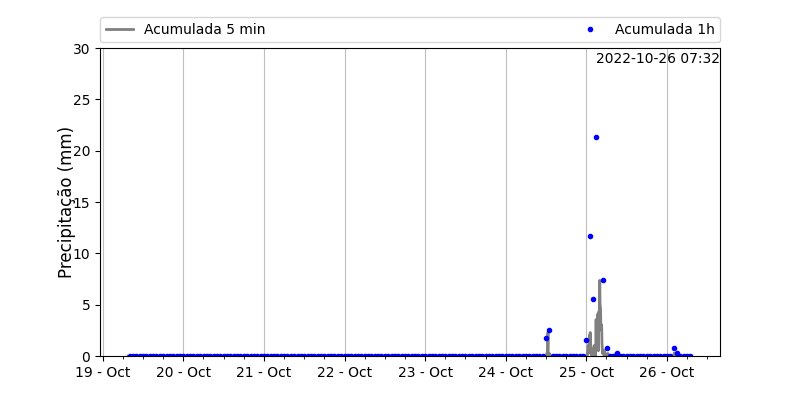 Acumulada 5 min
Acumulada 1h
2022-10-26 07:32
Precipitação (mm)
30
25
20
15
10
5
0
19 - Oct
20 - Oct
21 - Oct
22 - Oct
23 - Oct
24 - Oct
25 - Oct
26 - Oct